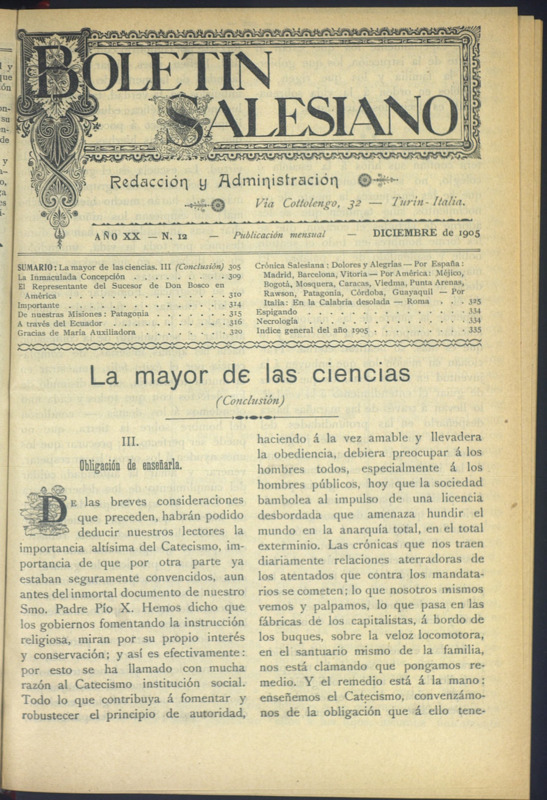 BOLETIN
SALESIANO
Redacción y Administración
Via Cottolengo, 32 — Turin-Italia.
AÑO XX — N. 12 — Publicación mensual — DICIEMBRE de 1905
SUMARIO: La mayor de las ciencias. III (Conclusión) 305
La Inmaculada Concepción . . . . . . . 309
El Representante del Sucesor de Don Bosco en
América . . . . . . . . . . . . . 310
Importante . . . . . . . . . . . . 314
De nuestras Misiones: Patagonia . . . . . . 315
A través del Ecuador . . . . . . . . . 316
Gracias de María Auxiliadora . . . . . . . 320
Crónica Salesiana: Dolores y Alegrías — Por España:
Madrid, Barcelona, Vitoria — Por América: Méjico,
Bogotá, Mosquera, Caracas, Viedma, Punta Arenas,
Rawson, Patagonia, Córdoba, Guayaquil — Por
Italia: En la Calabria desolada — Roma . . . 325
Espigando . . . . . . . . . . . . 334
Necrología . . . . . . . . . . . . 334
Indice general del año 1905 . . . . . . . 335
La mayor de las ciencias
(Conclusión)
III.
Obligación de enseñarla.
DE las breves consideraciones
que preceden, habrán podido
deducir nuestros lectores la
importancia altísima del Catecismo, im-
portancia de que por otra parte ya
estaban seguramente convencidos, aun
antes del inmortal documento de nuestro
Smo. Padre Pío X. Hemos dicho que
los gobiernos fomentando la instrucción
religiosa, miran por su propio interés
y conservación; y así es efectivamente:
por esto se ha llamado con mucha
razón al Catecismo institución social.
Todo lo que contribuya á fomentar y
robustecer el principio de autoridad,
haciendo á la vez amable y llevadera
la obediencia, debiera preocupar á los
hombres todos, especialmente á los
hombres públicos, hoy que la sociedad
bambolea al impulso de una licencia
desbordada que amenaza hundir el
mundo en la anarquía total, en el total
exterminio. Las crónicas que nos traen
diariamente relaciones aterradoras de
los atentados que contra los mandata-
rios se cometen; lo que nosotros mismos
vemos y palpamos, lo que pasa en las
fábricas de los capitalistas, á bordo de
los buques, sobre la veloz locomotora,
en el santuario mismo de la familia,
nos está clamando que pongamos re-
medio. Y el remedio está á la mano:
enseñemos el Catecismo, convenzámo-
nos de la obligación que á ello tene-